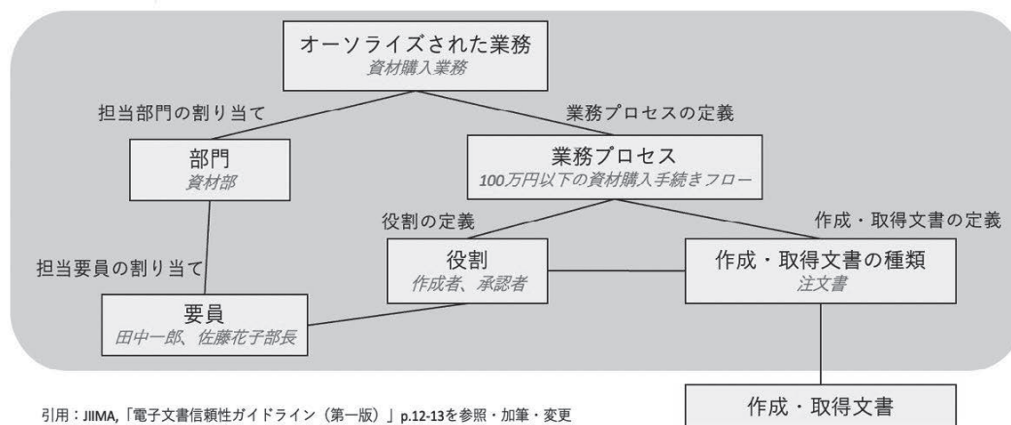 オーソライズされた業務
資材購入業務
担当部門の割り当て
業務プロセスの定義
部門
資材部
業務プロセス
100万円以下の資材購入手続きフロー
役割の定義
作成・取得文書の定義
担当要員の割り当て
役割
作成者、承認者
作成・取得文書の種類
注文書
要員
田中一郎、佐藤花子部長
引用：JIIMA,「電子文書信頼性ガイドライン（第一版）」p.12-13を参照・加筆・変更
作成・取得文書